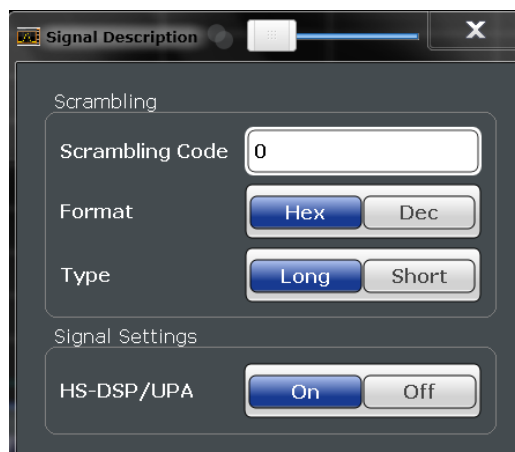 Signal Description X
Scrambling
Scrambling Code 0
Format Hex Dec
Type Long Short
Signal Settings
HS-DSP/UPA On Off